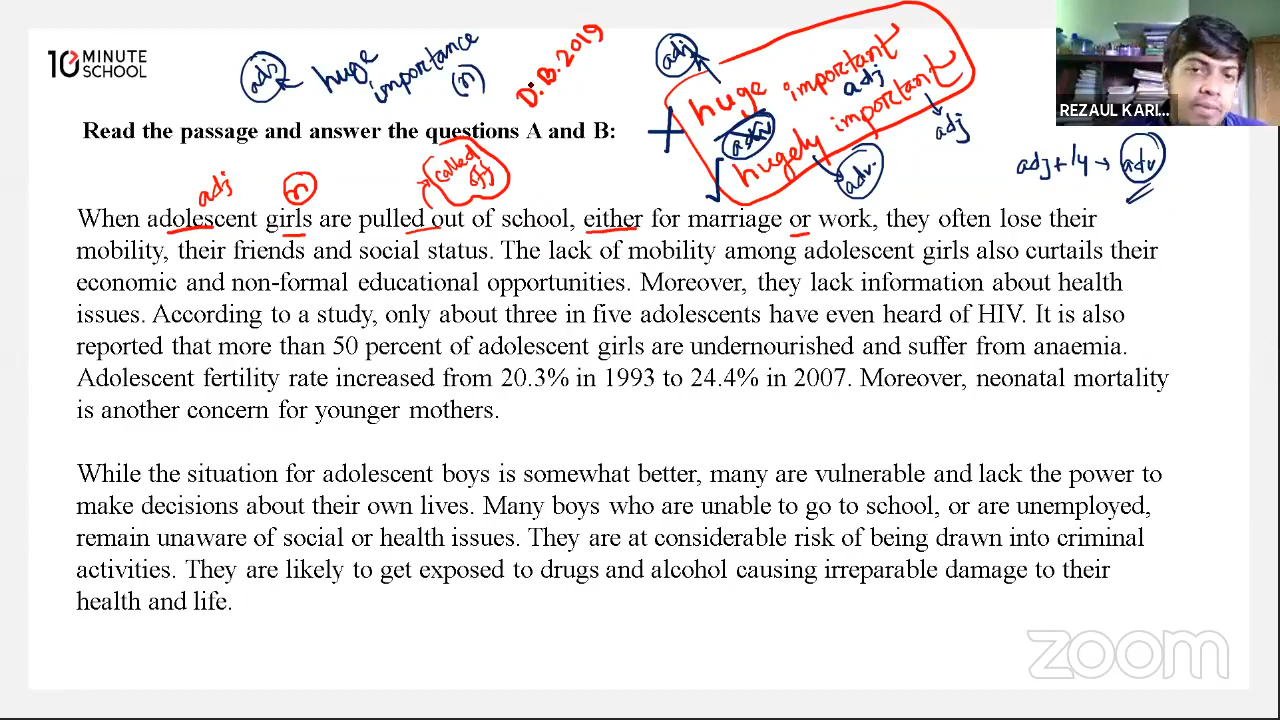 10 MINUTE
SCHOOL
adj huge importance (n)
D.B. 2019
adj
huge important
adj
adv
hugely important
adv.
adj
adj + ly → adv
REZAUL KARI...
Read the passage and answer the questions A and B:
adj
n
called off
When adolescent girls are pulled out of school, either for marriage or work, they often lose their
mobility, their friends and social status. The lack of mobility among adolescent girls also curtails their
economic and non-formal educational opportunities. Moreover, they lack information about health
issues. According to a study, only about three in five adolescents have even heard of HIV. It is also
reported that more than 50 percent of adolescent girls are undernourished and suffer from anaemia.
Adolescent fertility rate increased from 20.3% in 1993 to 24.4% in 2007. Moreover, neonatal mortality
is another concern for younger mothers.
While the situation for adolescent boys is somewhat better, many are vulnerable and lack the power to
make decisions about their own lives. Many boys who are unable to go to school, or are unemployed,
remain unaware of social or health issues. They are at considerable risk of being drawn into criminal
activities. They are likely to get exposed to drugs and alcohol causing irreparable damage to their
health and life.
zoom